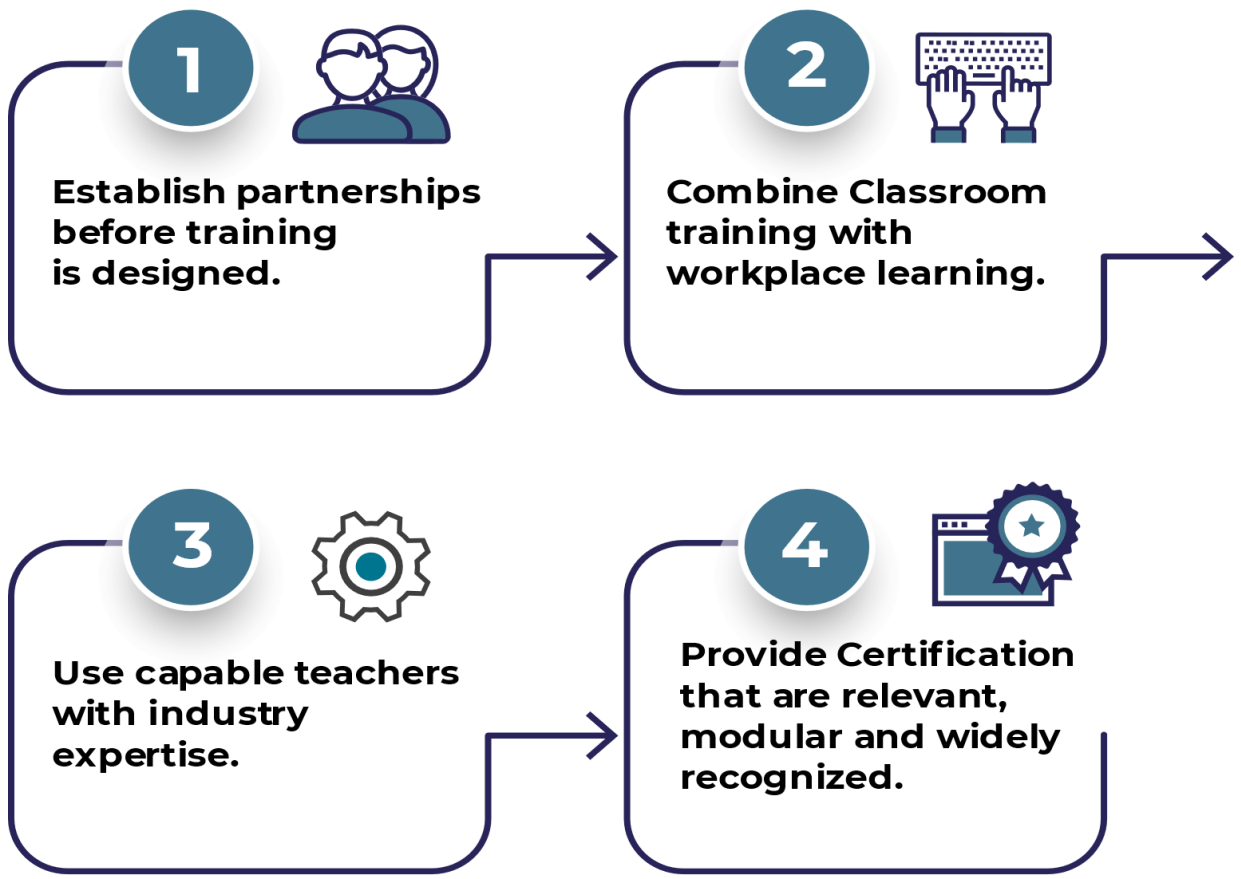 1
Establish partnerships
before training
is designed.
2
Combine Classroom
training with
workplace learning.
3
Use capable teachers
with industry
expertise.
4
Provide Certification
that are relevant,
modular and widely
recognized.